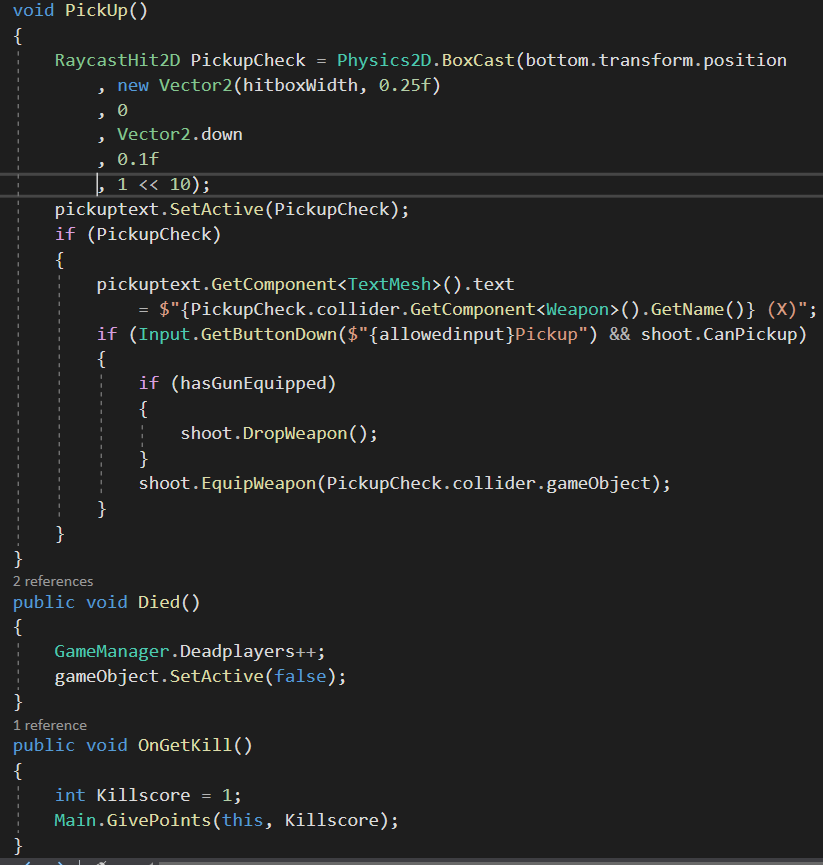 void PickUp()
{
RaycastHit2D PickupCheck = Physics2D.BoxCast(bottom.transform.position
, new Vector2(hitboxWidth, 0.25f)
, 0
, Vector2.down
, 0.1f
, 1 << 10);
pickuptext.SetActive(PickupCheck);
if (PickupCheck)
{
pickuptext.GetComponent<TextMesh>().text
= $"{PickupCheck.collider.GetComponent<Weapon>().GetName()} (X)";
if (Input.GetButtonDown($"{allowedinput}Pickup") && shoot.CanPickup)
{
if (hasGunEquipped)
{
shoot.DropWeapon();
}
shoot.EquipWeapon(PickupCheck.collider.gameObject);
}
}
}
2 references
public void Died()
{
GameManager.Deadplayers++;
gameObject.SetActive(false);
}
1 reference
public void OnGetKill()
{
int Killscore = 1;
Main.GivePoints(this, Killscore);
}